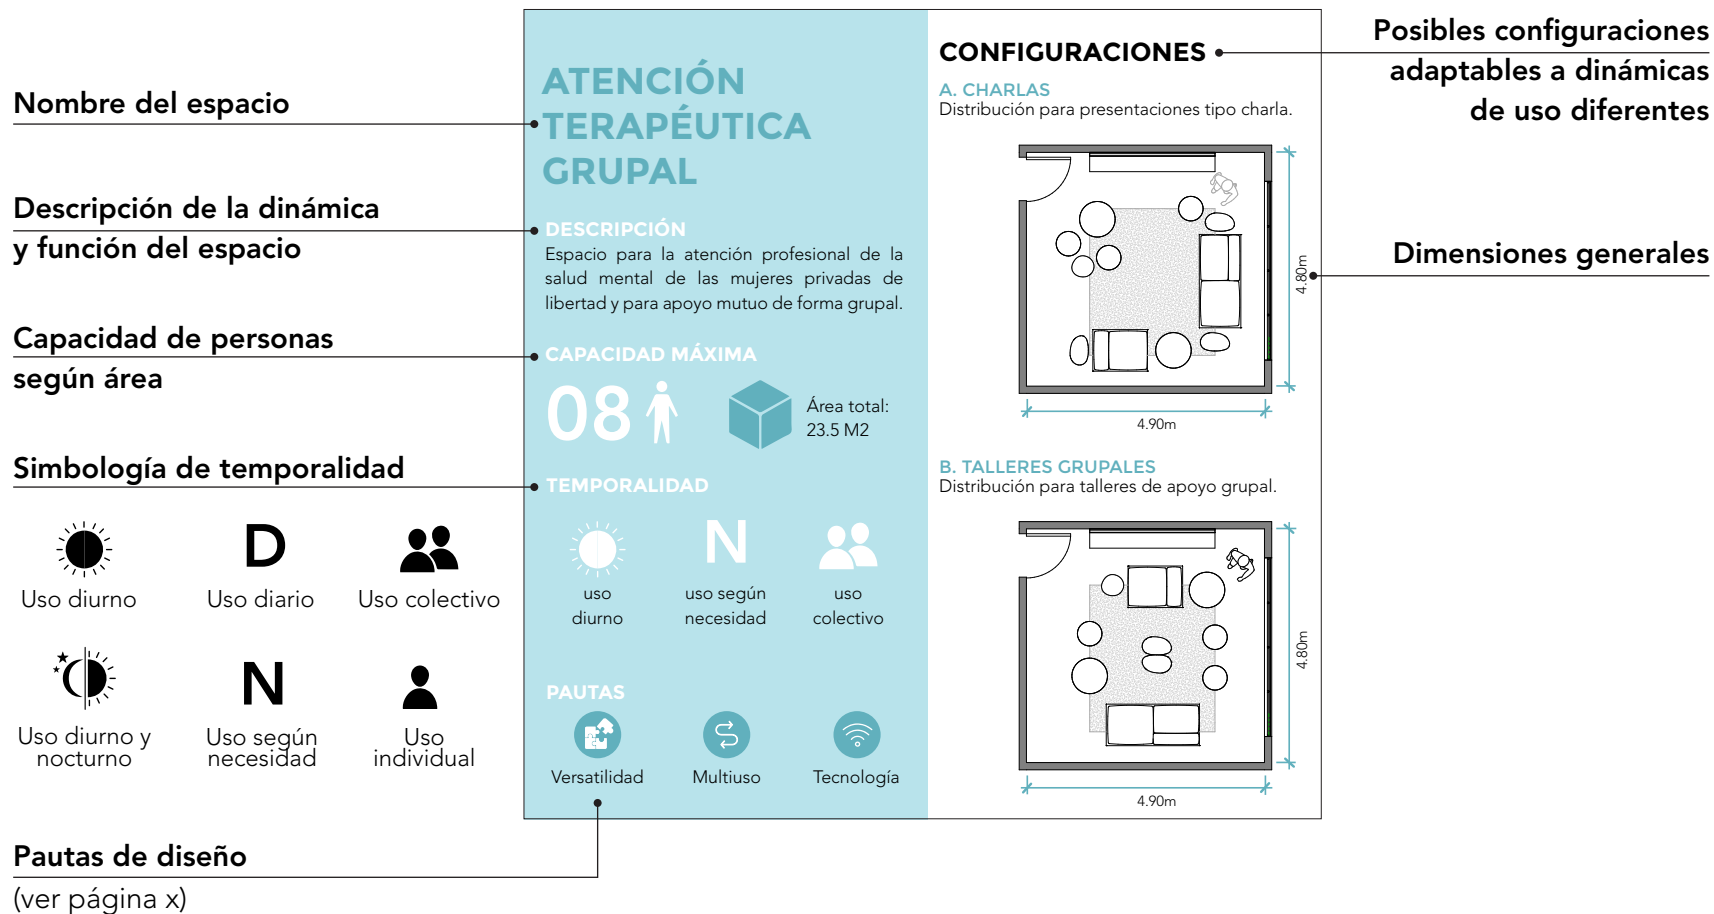 Nombre del espacio
Descripción de la dinámica
y función del espacio
Capacidad de personas
según área
Simbología de temporalidad
D
Uso diurno
Uso diario
Uso colectivo
N
Uso diurno y
nocturno
Uso según
necesidad
Uso
individual
Pautas de diseño
(ver página x)
ATENCIÓN
TERAPÉUTICA
GRUPAL
DESCRIPCIÓN
Espacio para la atención profesional de la
salud mental de las mujeres privadas de
libertad y para apoyo mutuo de forma grupal.
CAPACIDAD MÁXIMA
08
Área total:
23.5 M2
TEMPORALIDAD
N
uso
diurno
uso según
necesidad
uso
colectivo
PAUTAS
Versatilidad
Multiuso
Tecnología
CONFIGURACIONES
A. CHARLAS
Distribución para presentaciones tipo charla.
4.80m
4.90m
B. TALLERES GRUPALES
Distribución para talleres de apoyo grupal.
4.80m
4.90m
Posibles configuraciones
adaptables a dinámicas
de uso diferentes
Dimensiones generales